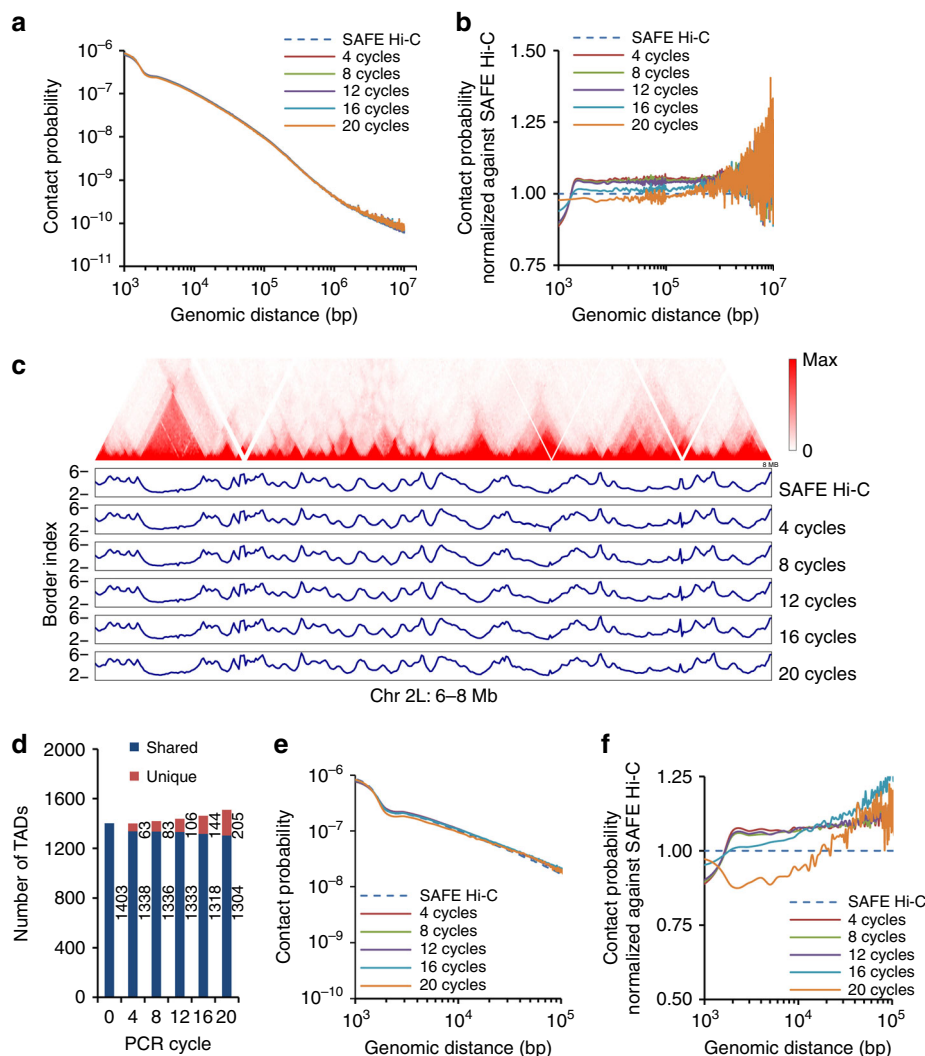 a
SAFE Hi-C
4 cycles
8 cycles
12 cycles
16 cycles
20 cycles
Contact probability
10−6
10−7
10−8
10−9
10−10
10−11
103 104 105 106 107
Genomic distance (bp)
b
SAFE Hi-C
4 cycles
8 cycles
12 cycles
16 cycles
20 cycles
Contact probability
normalized against SAFE Hi-C
1.50
1.25
1.00
0.75
103 105 107
Genomic distance (bp)
c
Max
0
8 MB
Border index
6
2
SAFE Hi-C
6
2
4 cycles
6
2
8 cycles
6
2
12 cycles
6
2
16 cycles
6
2
20 cycles
Chr 2L: 6–8 Mb
d
Shared
Unique
Number of TADs
2000
1600
1200
800
400
0
63
83
106
144
205
1403
1338
1336
1333
1318
1304
0 4 8 12 16 20
PCR cycle
e
Contact probability
10−6
10−7
10−8
10−9
10−10
SAFE Hi-C
4 cycles
8 cycles
12 cycles
16 cycles
20 cycles
103 104 105
Genomic distance (bp)
f
Contact probability
normalized against SAFE Hi-C
1.25
1.00
0.75
0.50
SAFE Hi-C
4 cycles
8 cycles
12 cycles
16 cycles
20 cycles
103 104 105
Genomic distance (bp)